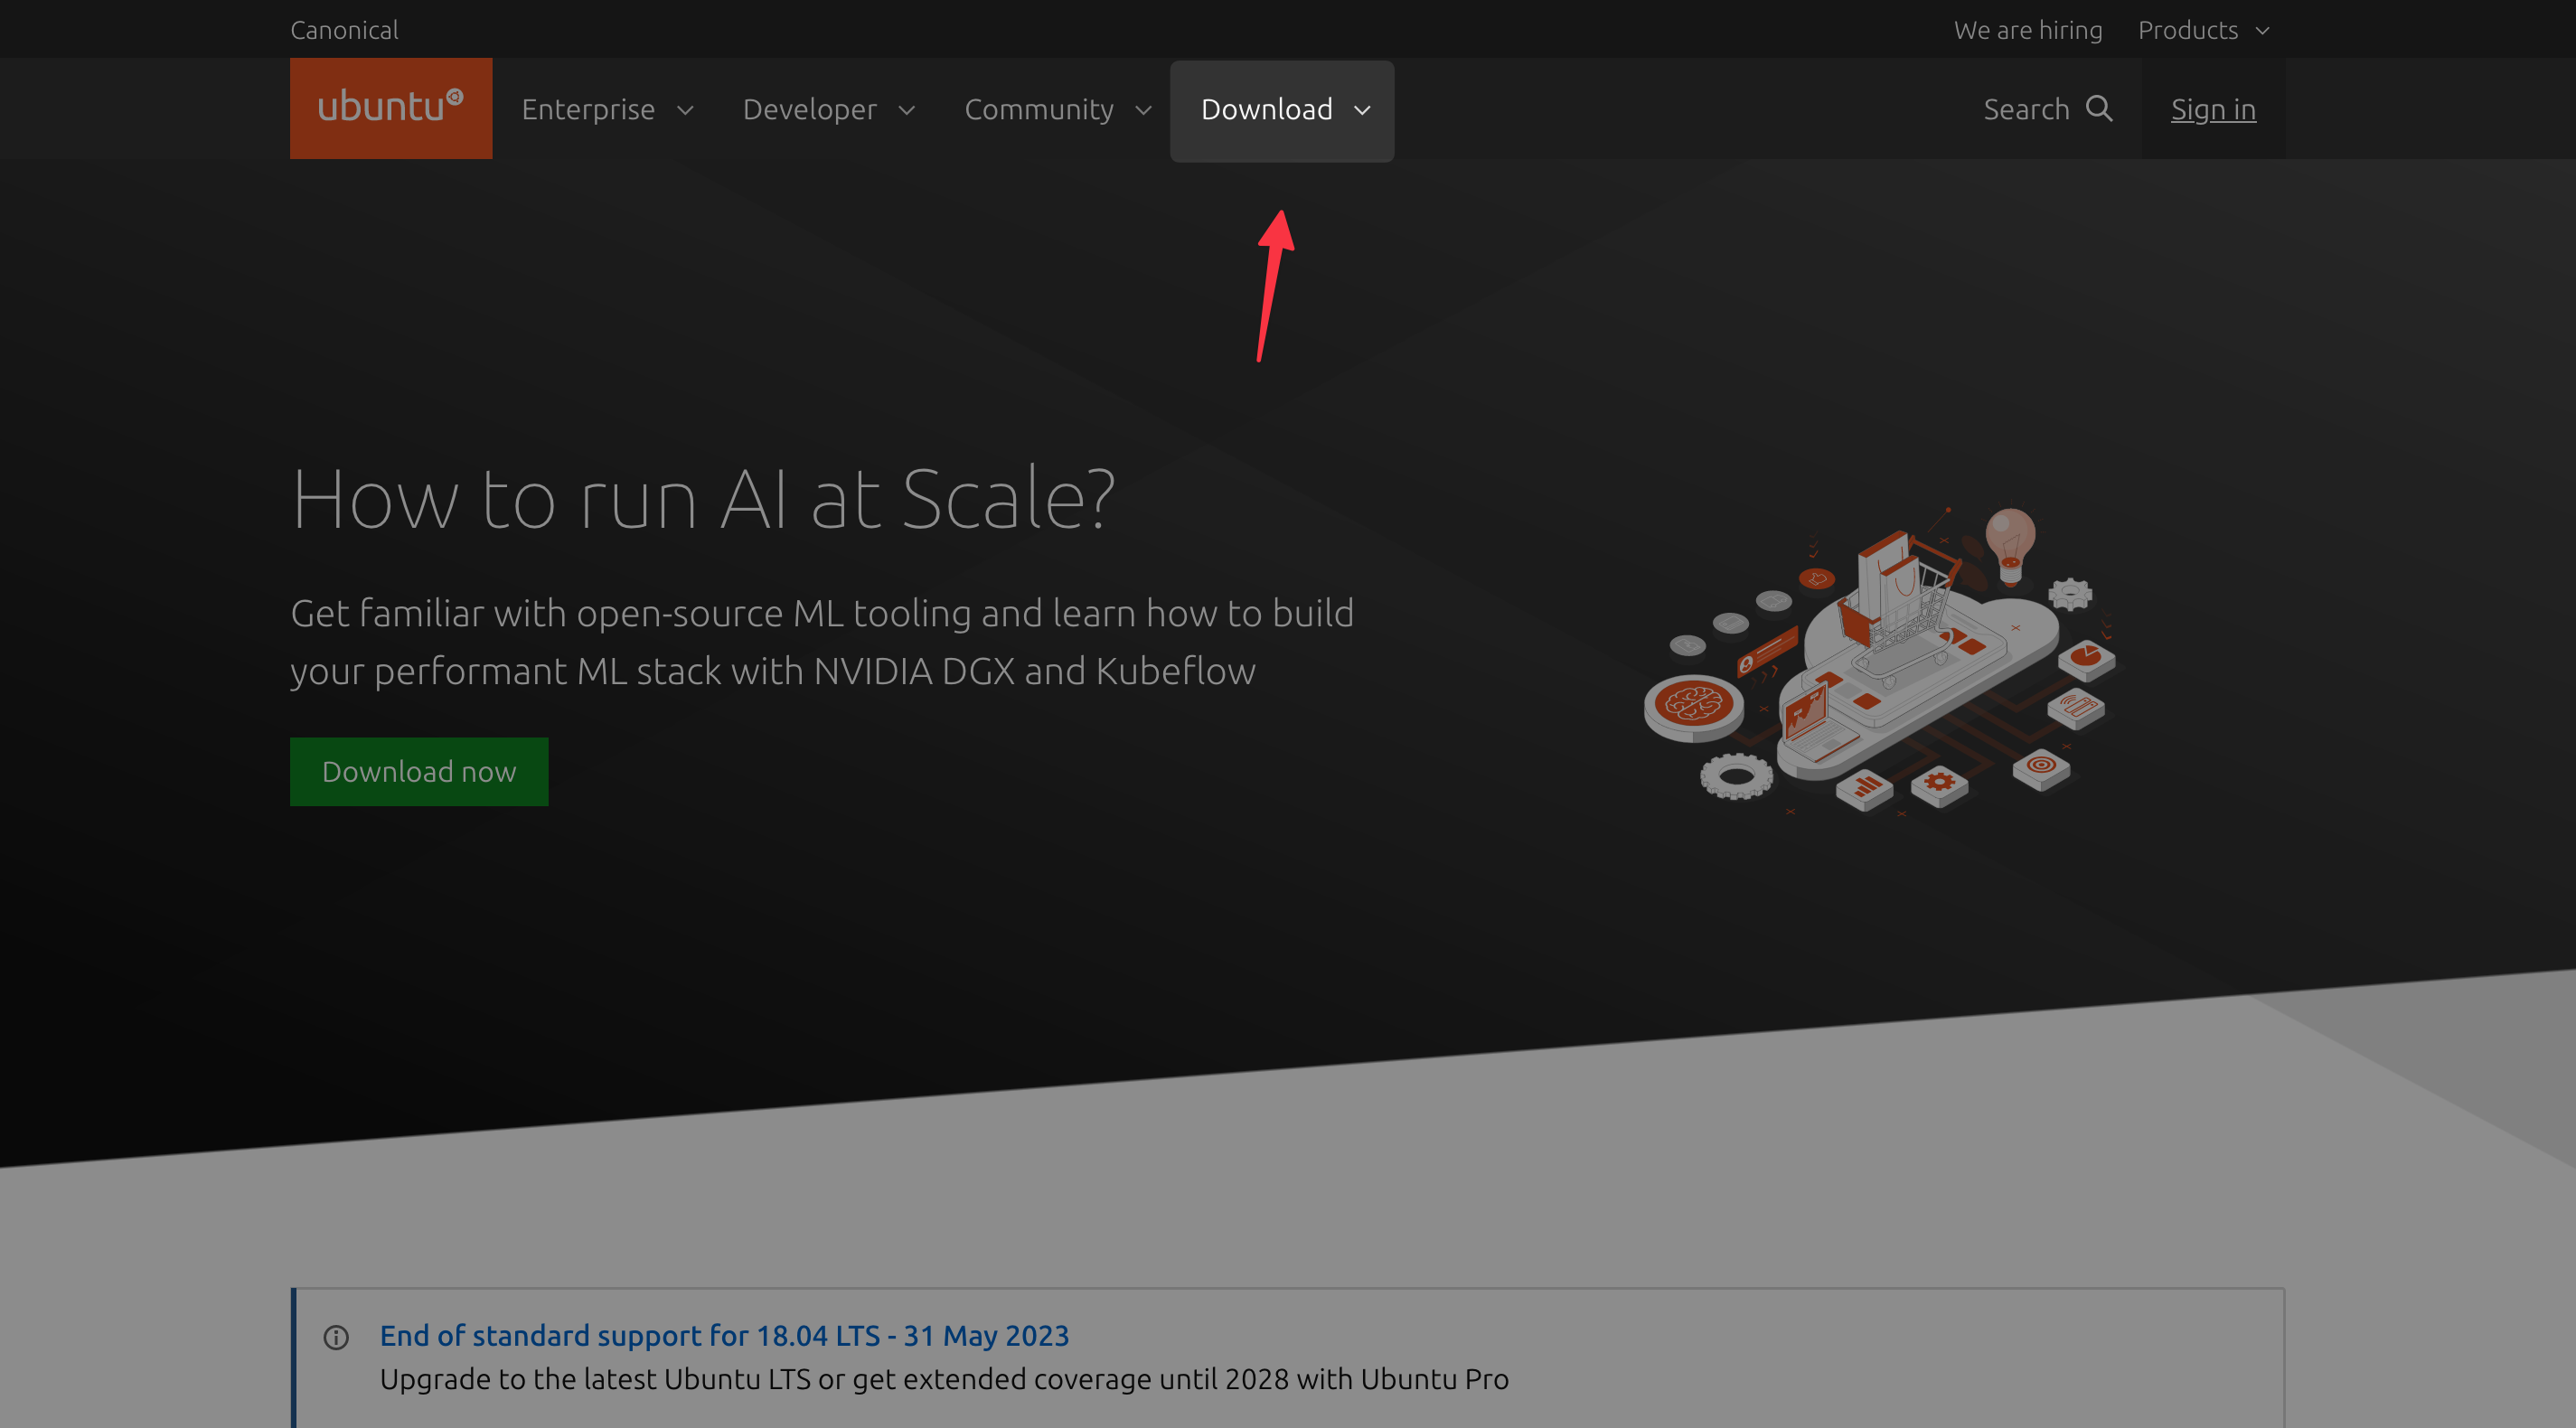 Canonical
We are hiring
Products
ubuntu
Enterprise
Developer
Community
Download
Search
Sign in
How to run AI at Scale?
Get familiar with open-source ML tooling and learn how to build
your performant ML stack with NVIDIA DGX and Kubeflow
Download now
End of standard support for 18.04 LTS - 31 May 2023
Upgrade to the latest Ubuntu LTS or get extended coverage until 2028 with Ubuntu Pro